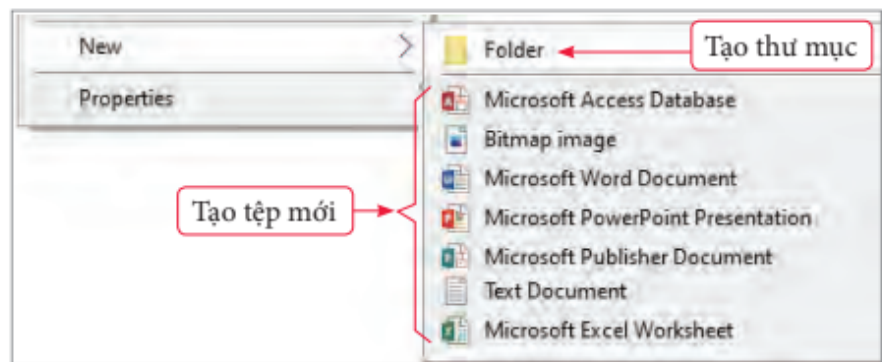 New
Folder
Tạo thư mục
Properties
Microsoft Access Database
Bitmap image
Microsoft Word Document
Tạo tệp mới
Microsoft PowerPoint Presentation
Microsoft Publisher Document
Text Document
Microsoft Excel Worksheet